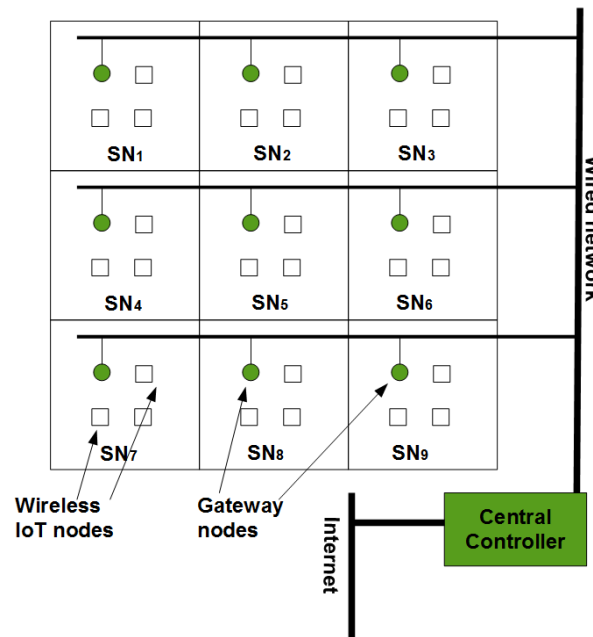 SN1
SN2
SN3
SN4
SN5
SN6
SN7
SN8
SN9
Wired network
Wireless
IoT nodes
Gateway
nodes
Internet
Central
Controller